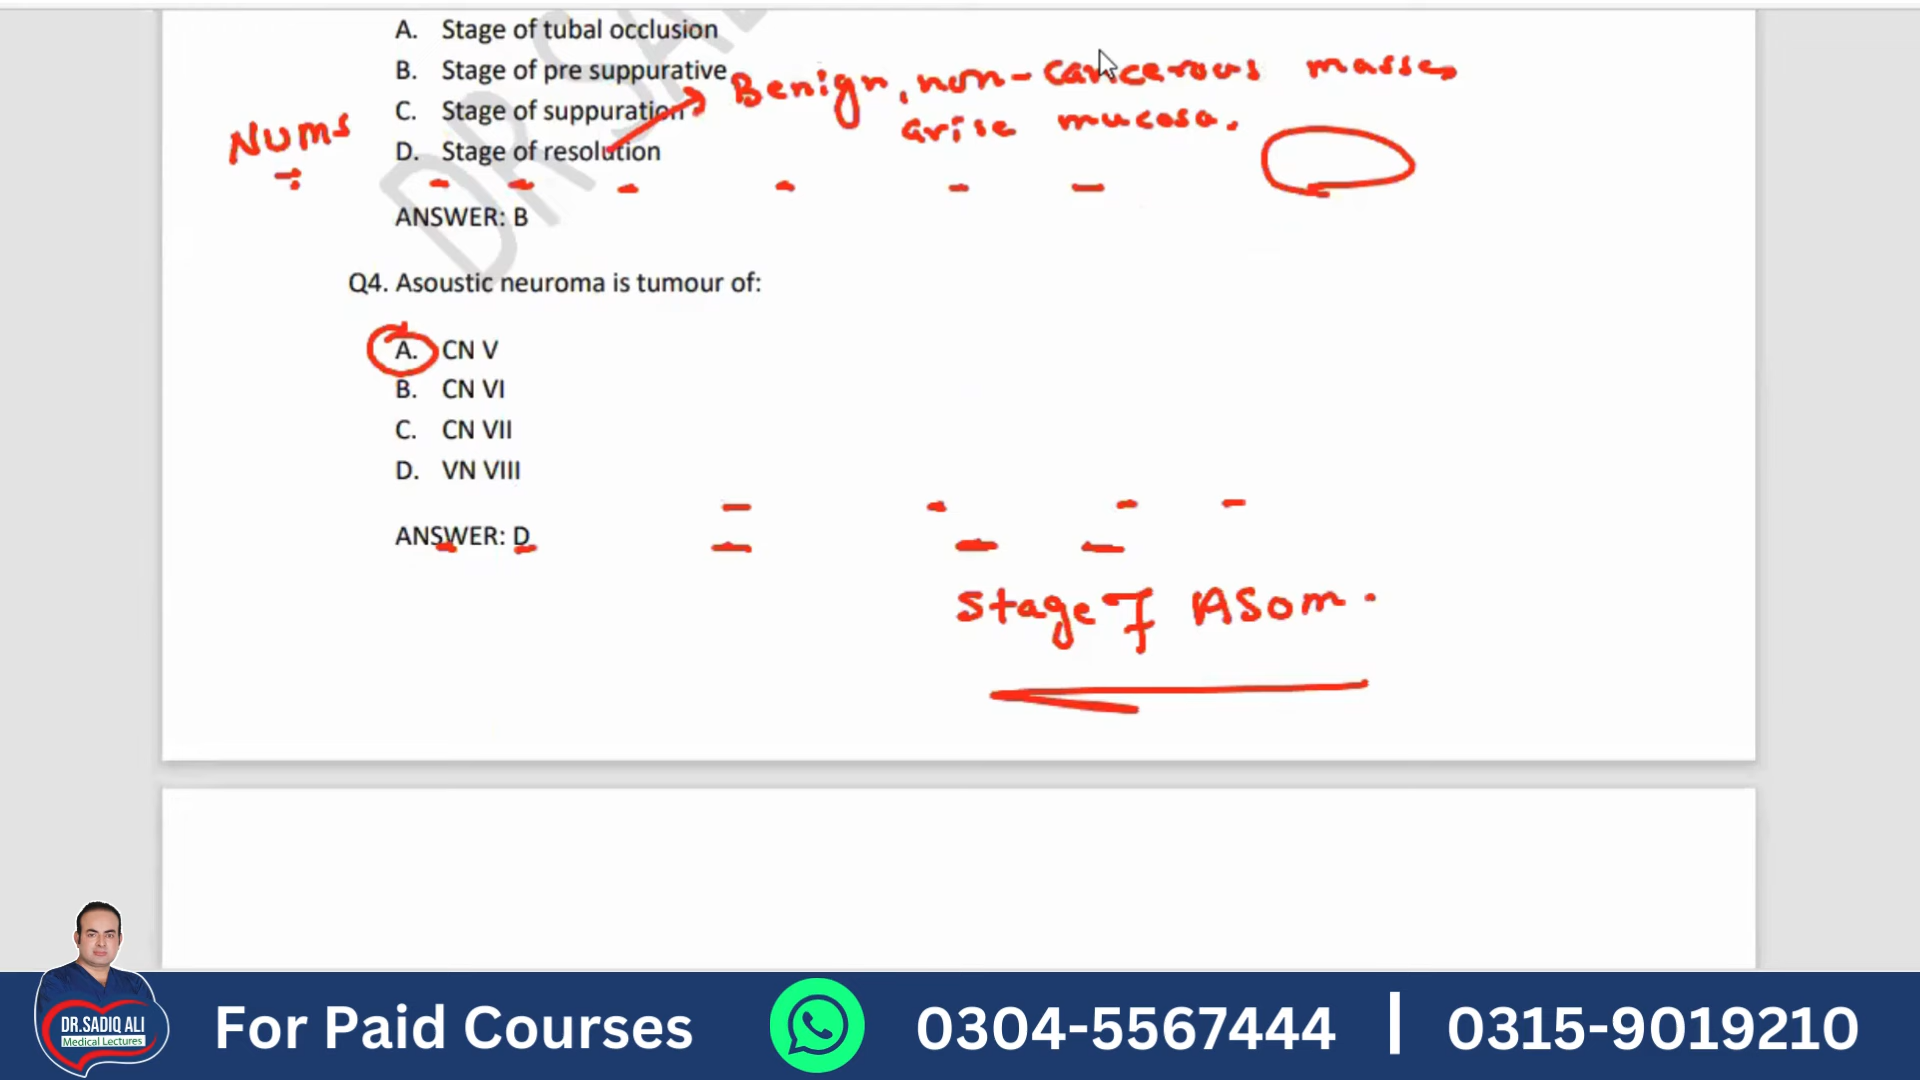 A. Stage of tubal occlusion
B. Stage of pre suppurative
Benign, non-cancerous masses
C. Stage of suppuration
arise mucosa.
Nums
D. Stage of resolution
ANSWER: B
Q4. Asoustic neuroma is tumour of:
A. CN V
B. CN VI
C. CN VII
D. VN VIII
ANSWER: D
Stage of ASom.
DR.SADIQ ALI
Medical Lectures
For Paid Courses
0304-5567444 | 0315-9019210